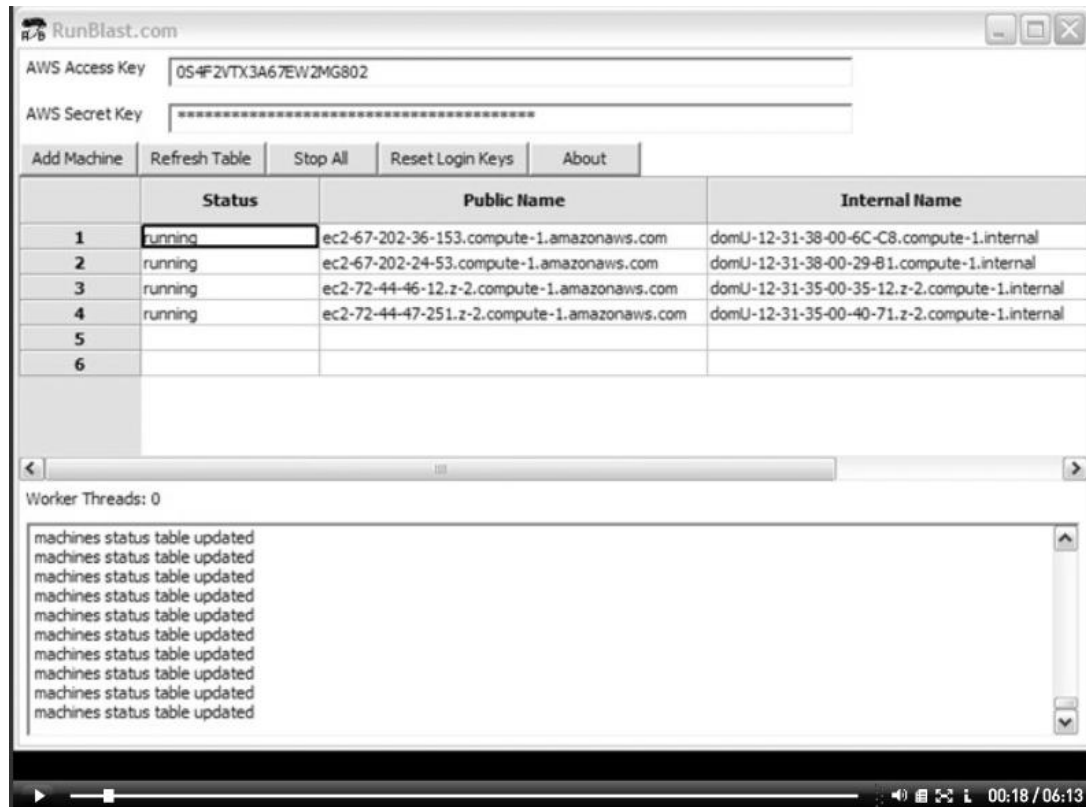 RunBlast.com
AWS Access Key 0S4F2VTX3A67EW2MG802
AWS Secret Key ****************************************
Add Machine Refresh Table Stop All Reset Login Keys About
Status Public Name Internal Name
1 running ec2-67-202-36-153.compute-1.amazonaws.com domU-12-31-38-00-6C-C8.compute-1.internal
2 running ec2-67-202-24-53.compute-1.amazonaws.com domU-12-31-38-00-29-B1.compute-1.internal
3 running ec2-72-44-46-12.z-2.compute-1.amazonaws.com domU-12-31-35-00-35-12.z-2.compute-1.internal
4 running ec2-72-44-47-251.z-2.compute-1.amazonaws.com domU-12-31-35-00-40-71.z-2.compute-1.internal
5
6
Worker Threads: 0
machines status table updated
machines status table updated
machines status table updated
machines status table updated
machines status table updated
machines status table updated
machines status table updated
machines status table updated
machines status table updated
machines status table updated
00:18 / 06:13